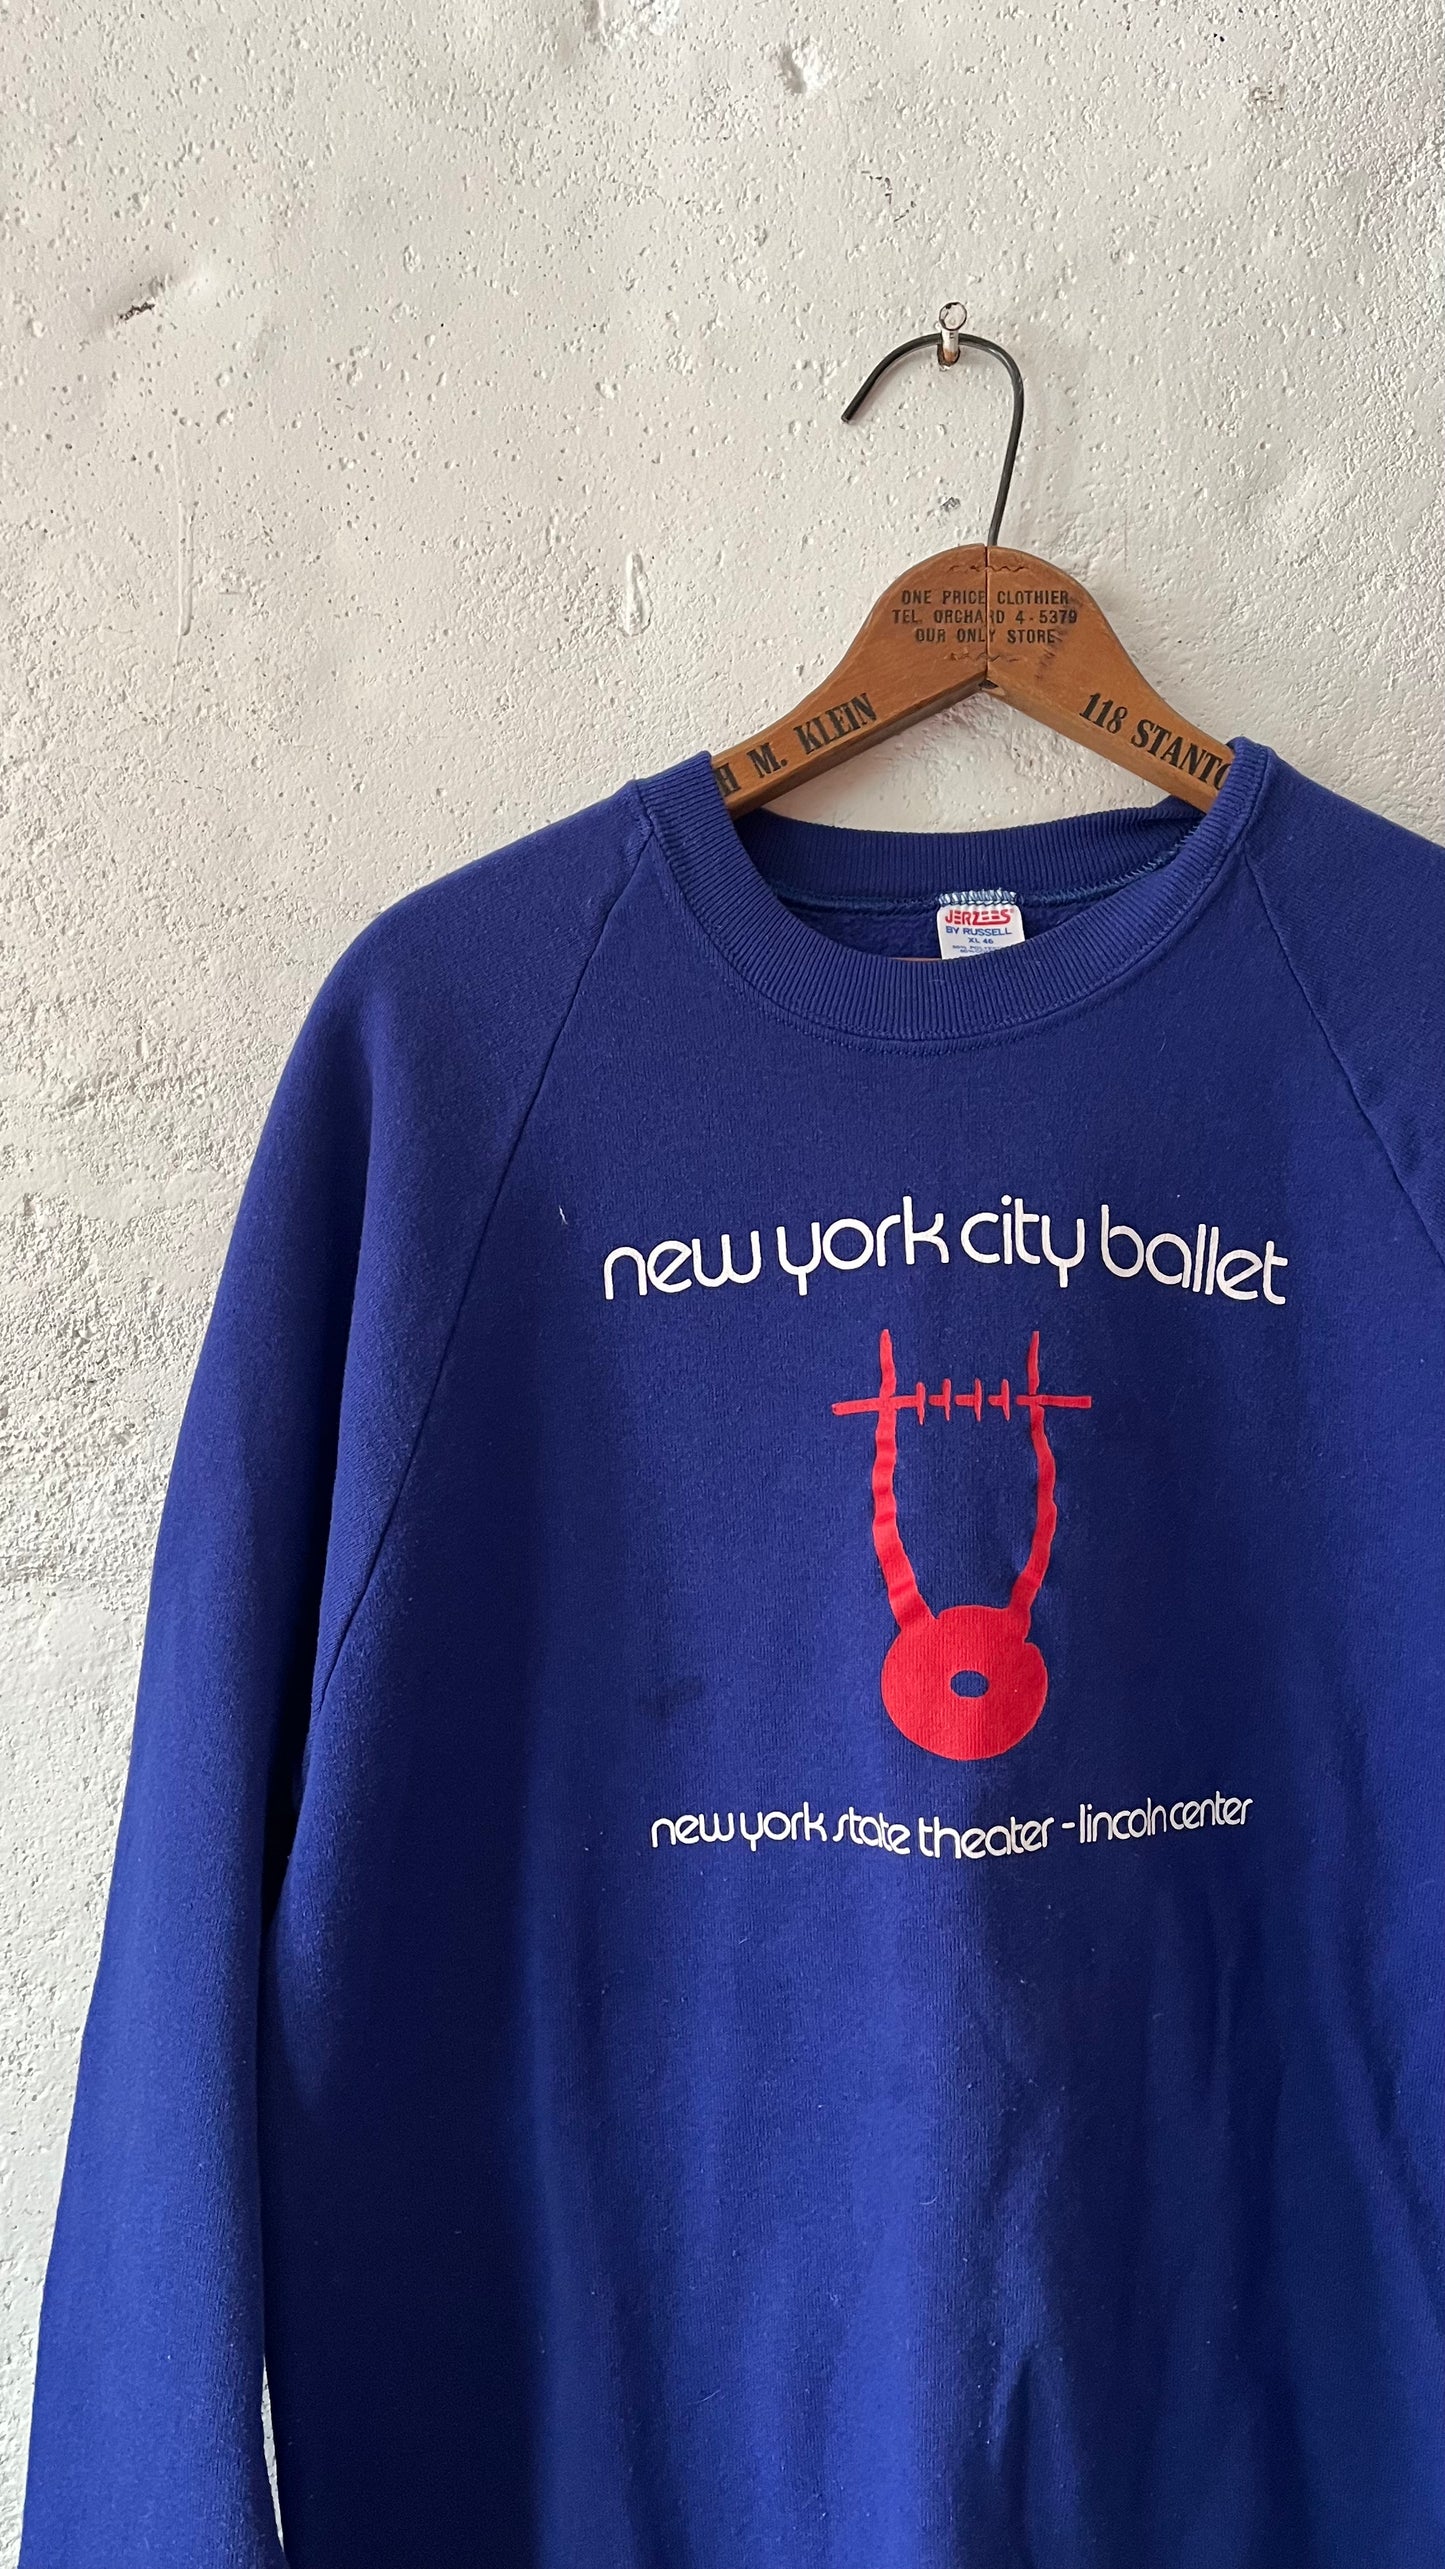 ONE PRICE CLOTHIER
TEL. ORCHARD 4-5379
OUR ONLY STORE
H M. KLEIN
118 STANTO
JERZEES
BY RUSSELL
XL 46
new york city ballet
new york state theater - lincoln center